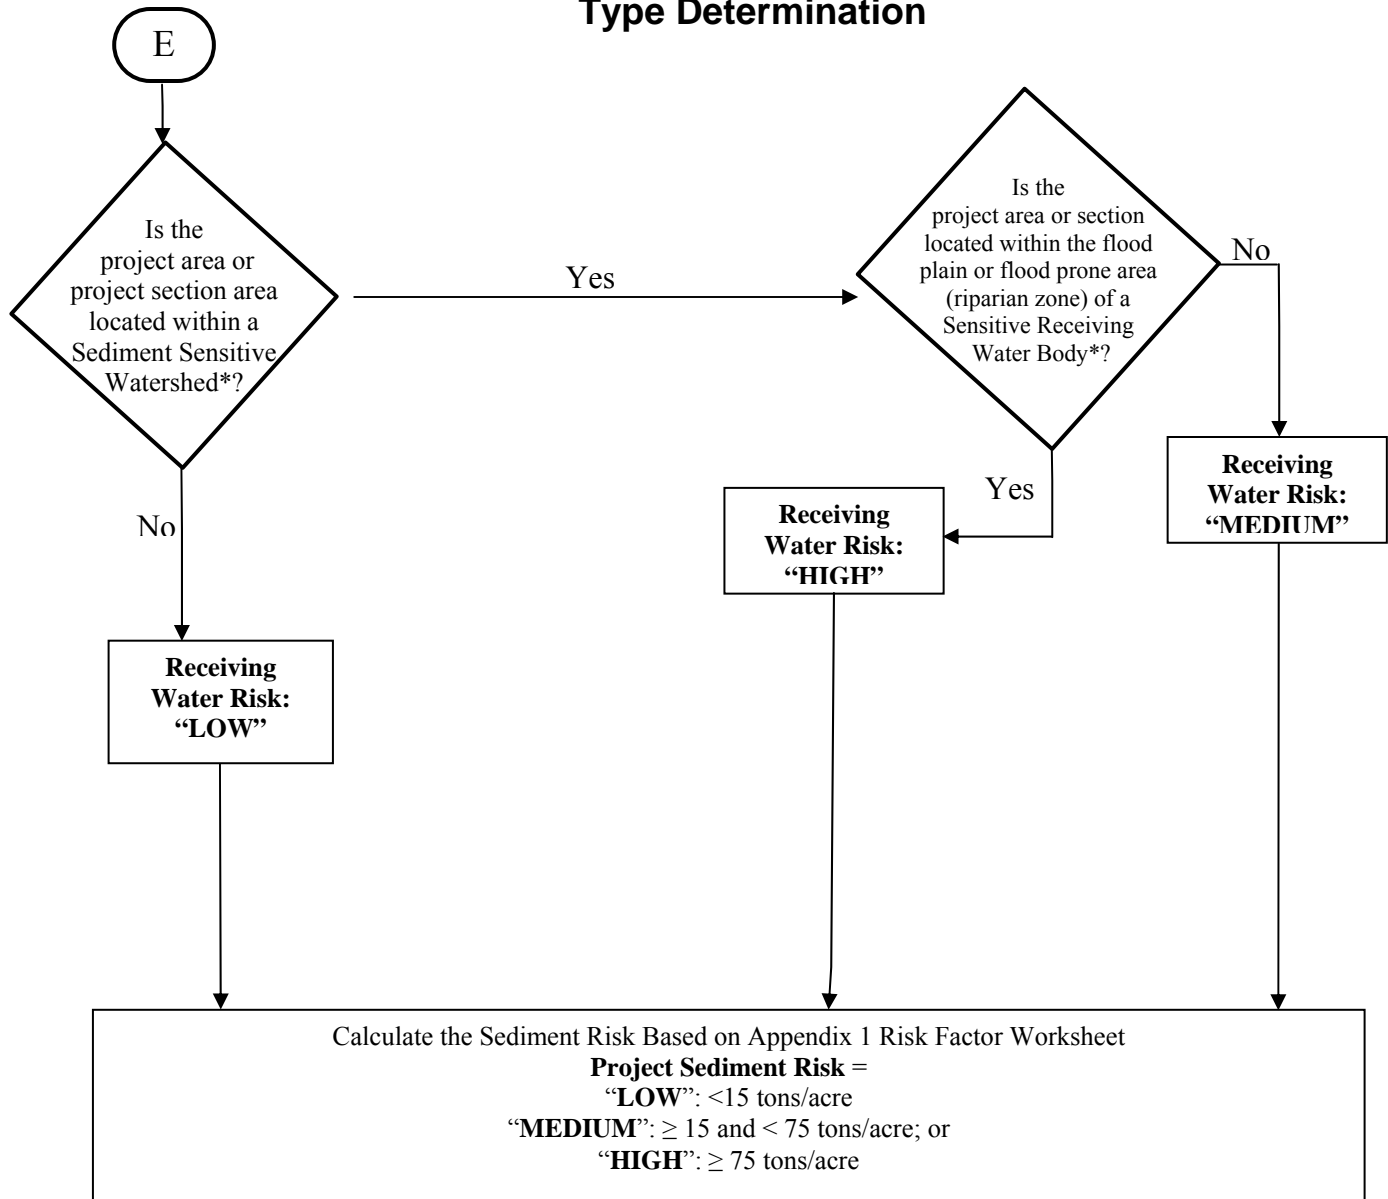 Type Determination
E
Is the
project area or
project section area
located within a
Sediment Sensitive
Watershed*?
Yes
Is the
project area or section
located within the flood
plain or flood prone area
(riparian zone) of a
Sensitive Receiving
Water Body*?
No
Receiving
Water Risk:
“MEDIUM”
Yes
Receiving
Water Risk:
“HIGH”
No
Receiving
Water Risk:
“LOW”
Calculate the Sediment Risk Based on Appendix 1 Risk Factor Worksheet
Project Sediment Risk =
“LOW”: <15 tons/acre
“MEDIUM”: ≥ 15 and < 75 tons/acre; or
“HIGH”: ≥ 75 tons/acre